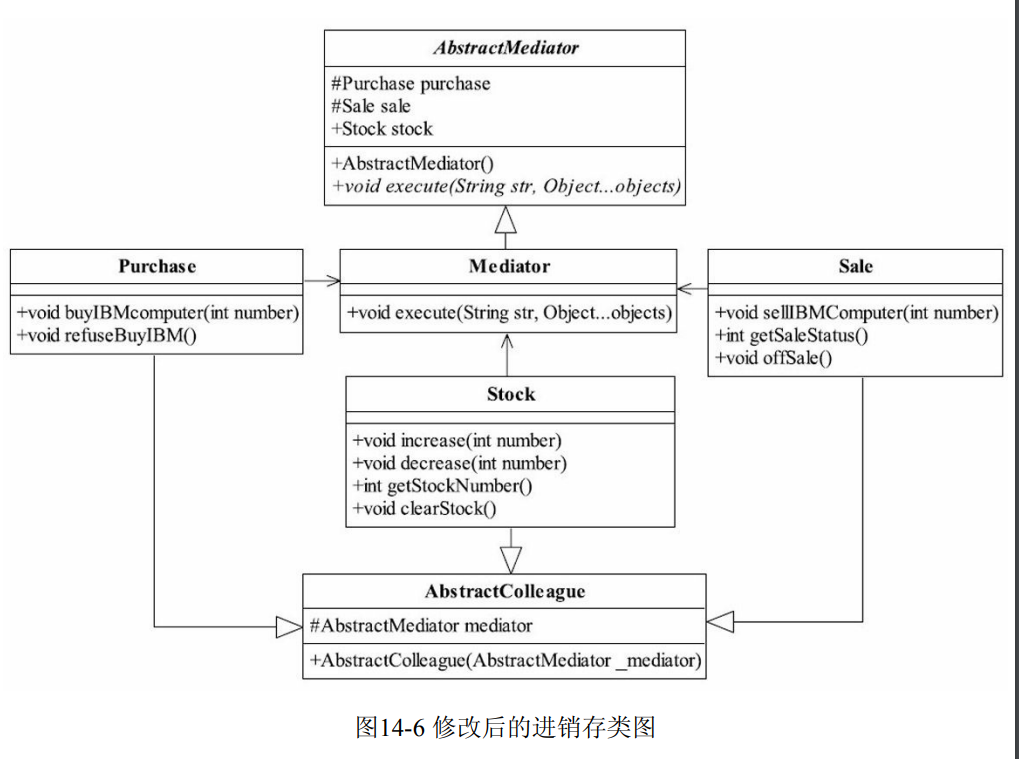 AbstractMediator
#Purchase purchase
#Sale sale
+Stock stock
+AbstractMediator()
+void execute(String str, Object...objects)
Purchase
+void buyIBMcomputer(int number)
+void refuseBuyIBM()
Mediator
+void execute(String str, Object...objects)
Sale
+void sellIBMComputer(int number)
+int getSaleStatus()
+void offSale()
Stock
+void increase(int number)
+void decrease(int number)
+int getStockNumber()
+void clearStock()
AbstractColleague
#AbstractMediator mediator
+AbstractColleague(AbstractMediator _mediator)
图14-6 修改后的进销存类图